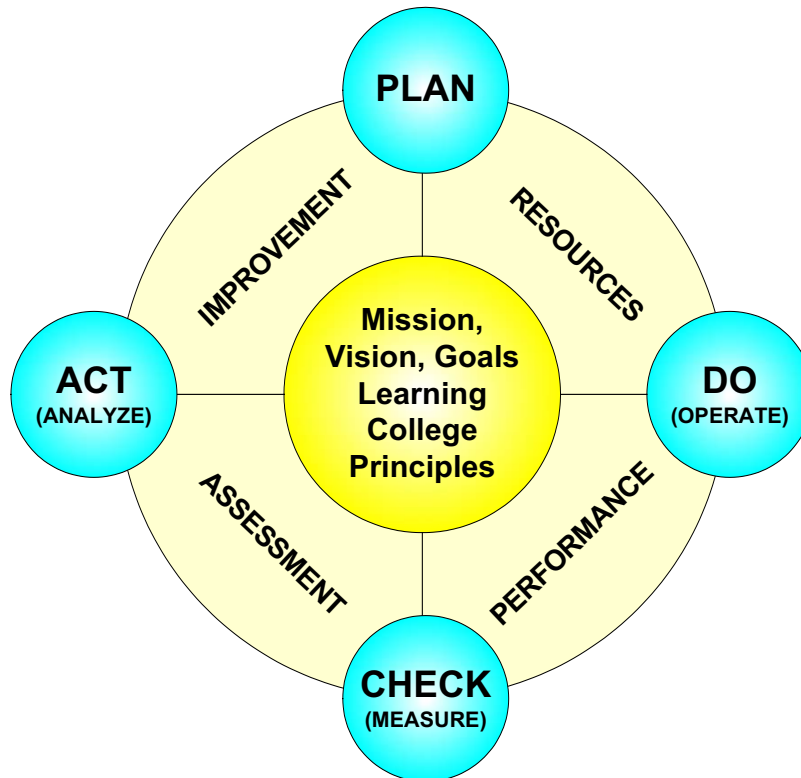 PLAN
IMPROVEMENT
RESOURCES
Mission,
Vision, Goals
Learning
College
Principles
ACT
(ANALYZE)
DO
(OPERATE)
ASSESSMENT
PERFORMANCE
CHECK
(MEASURE)